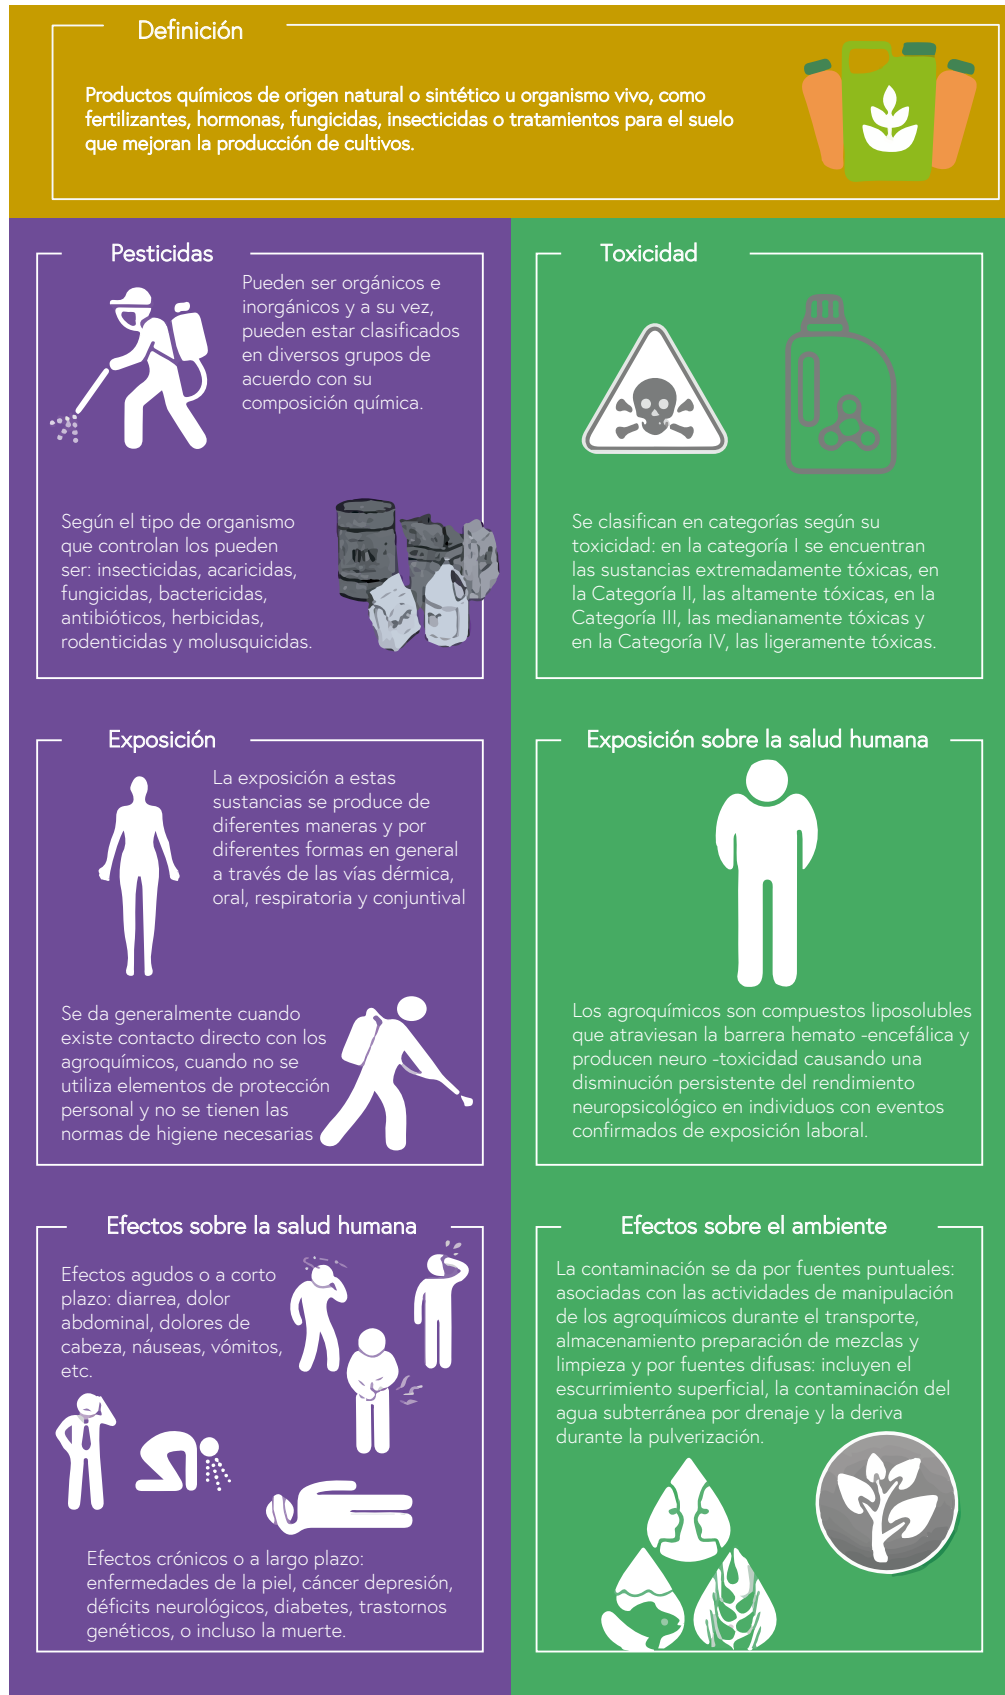 Definición
Productos químicos de origen natural o sintético u organismo vivo, como
fertilizantes, hormonas, fungicidas, insecticidas o tratamientos para el suelo
que mejoran la producción de cultivos.
Pesticidas
Pueden ser orgánicos e
inorgánicos y a su vez,
pueden estar clasificados
en diversos grupos de
acuerdo con su
composición química.
Según el tipo de organismo
que controlan los pueden
ser: insecticidas, acaricidas,
fungicidas, bactericidas,
antibióticos, herbicidas,
rodenticidas y molusquicidas.
Toxicidad
Se clasifican en categorías según su
toxicidad: en la categoría I se encuentran
las sustancias extremadamente tóxicas, en
la Categoría II, las altamente tóxicas, en la
Categoría III, las medianamente tóxicas y
en la Categoría IV, las ligeramente tóxicas.
Exposición
La exposición a estas
sustancias se produce de
diferentes maneras y por
diferentes formas en general
a través de las vías dérmica,
oral, respiratoria y conjuntival
Se da generalmente cuando
existe contacto directo con los
agroquímicos, cuando no se
utiliza elementos de protección
personal y no se tienen las
normas de higiene necesarias
Exposición sobre la salud humana
Los agroquímicos son compuestos liposolubles
que atraviesan la barrera hemato -encefálica y
producen neuro -toxicidad causando una
disminución persistente del rendimiento
neuropsicológico en individuos con eventos
confirmados de exposición laboral.
Efectos sobre la salud humana
Efectos agudos o a corto
plazo: diarrea, dolor
abdominal, dolores de
cabeza, náuseas, vómitos,
etc.
Efectos crónicos o a largo plazo:
enfermedades de la piel, cáncer depresión,
déficits neurológicos, diabetes, trastornos
genéticos, o incluso la muerte.
Efectos sobre el ambiente
La contaminación se da por fuentes puntuales:
asociadas con las actividades de manipulación
de los agroquímicos durante el transporte,
almacenamiento preparación de mezclas y
limpieza y por fuentes difusas: incluyen el
escurrimiento superficial, la contaminación del
agua subterránea por drenaje y la deriva
durante la pulverización.